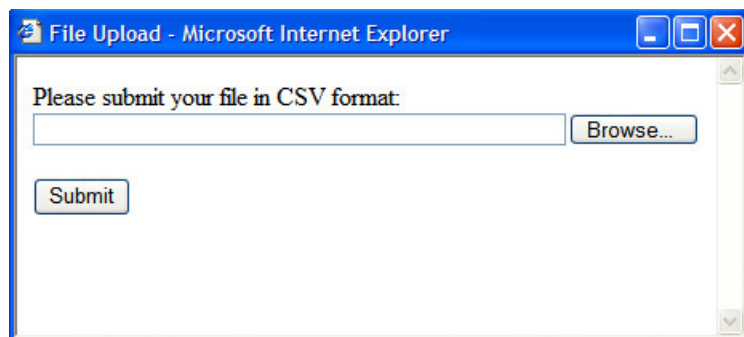 File Upload - Microsoft Internet Explorer
Please submit your file in CSV format:
Browse...
Submit